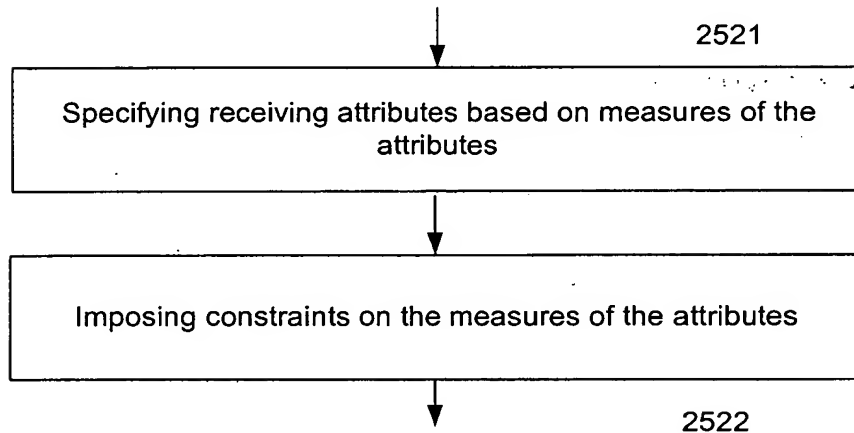 2521
Specifying receiving attributes based on measures of the
attributes
Imposing constraints on the measures of the attributes
2522